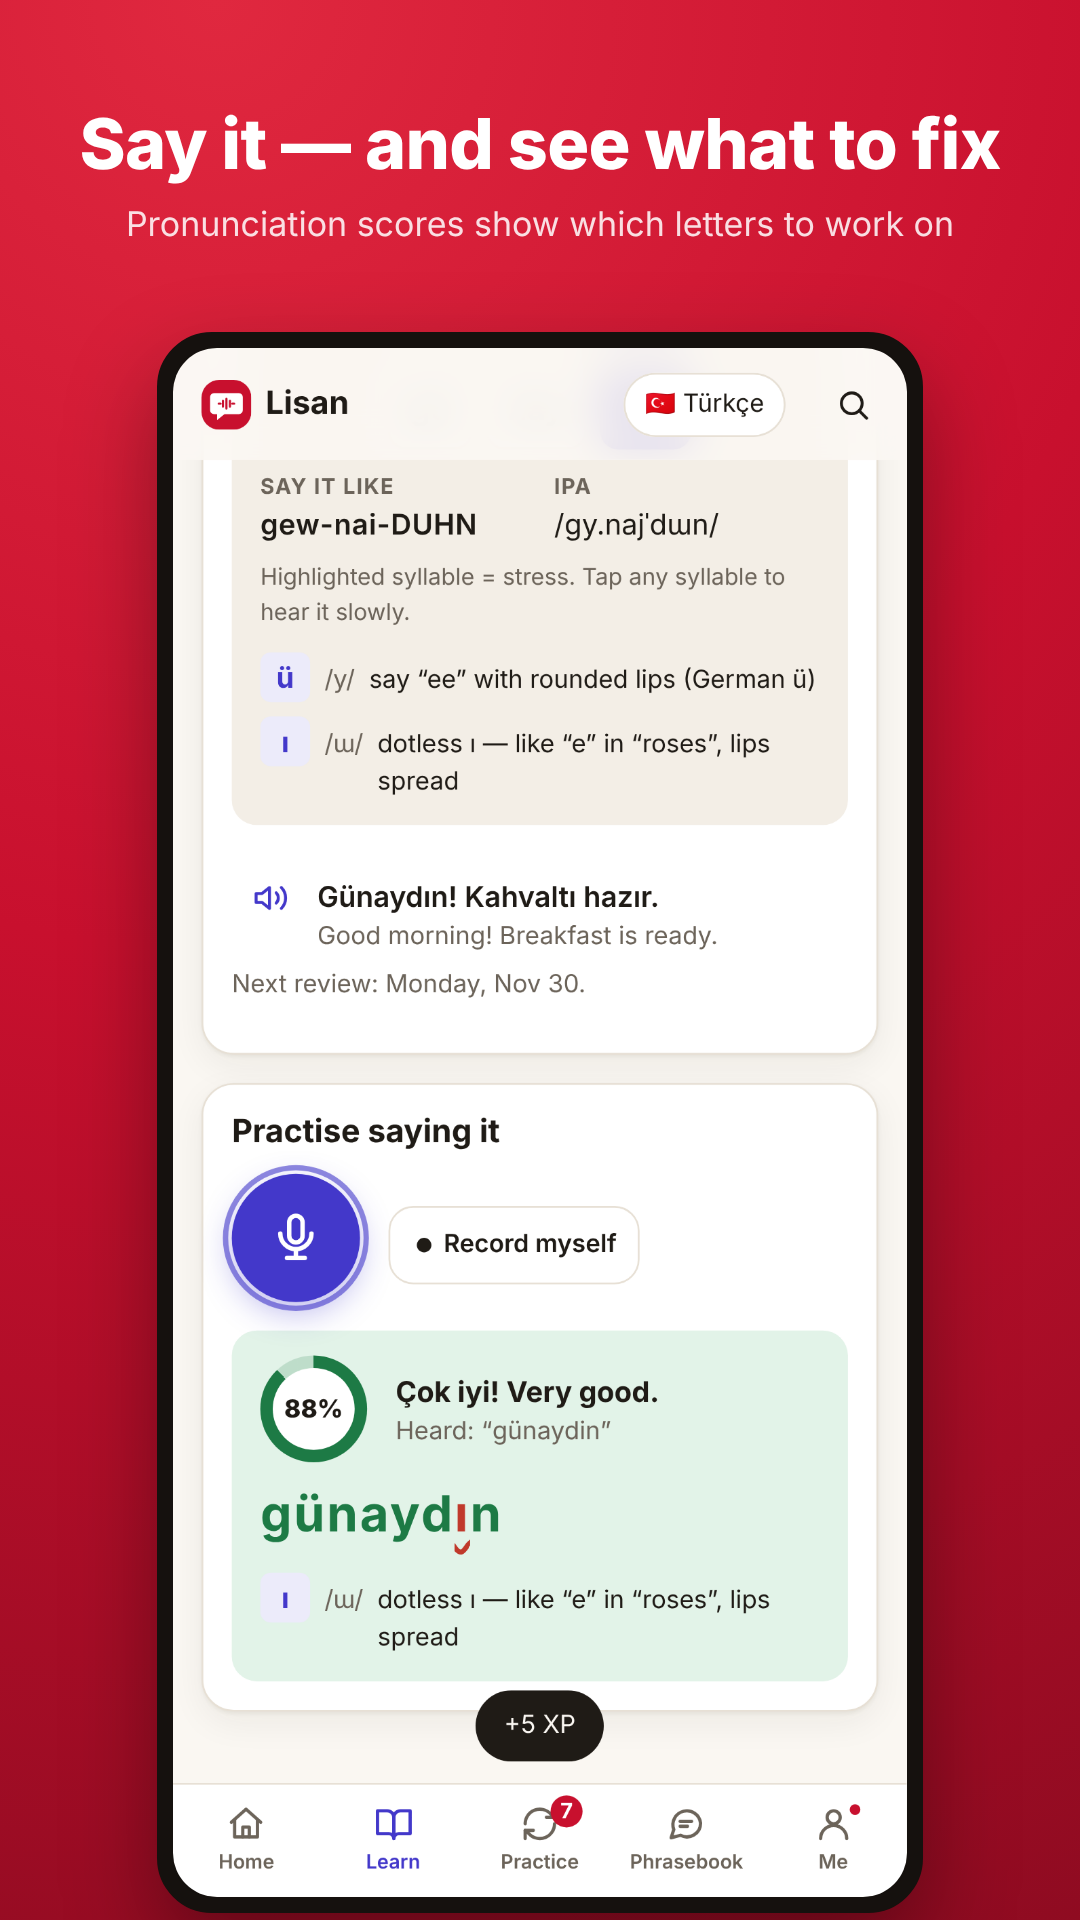 Say it — and see what to fix
Pronunciation scores show which letters to work on
Lisan
🇹🇷 Türkçe
SAY IT LIKE
IPA
gew-nai-DUHN
/gy.najˈdɯn/
Highlighted syllable = stress. Tap any syllable to
hear it slowly.
ü /y/ say “ee” with rounded lips (German ü)
ı /ɯ/ dotless ı — like “e” in “roses”, lips
spread
Günaydın! Kahvaltı hazır.
Good morning! Breakfast is ready.
Next review: Monday, Nov 30.
Practise saying it
● Record myself
88%
Çok iyi! Very good.
Heard: “günaydin”
günaydın
ı /ɯ/ dotless ı — like “e” in “roses”, lips
spread
+5 XP
7
Home
Learn
Practice
Phrasebook
Me